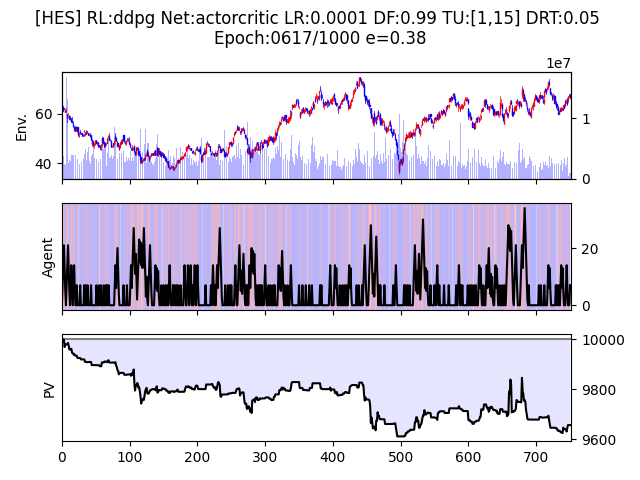 [HES] RL:ddpg Net:actorcritic LR:0.0001 DF:0.99 TU:[1,15] DRT:0.05
Epoch:0617/1000 e=0.38
1e7
Env.
60
40
1
0
Agent
20
0
PV
10000
9800
9600
0 100 200 300 400 500 600 700